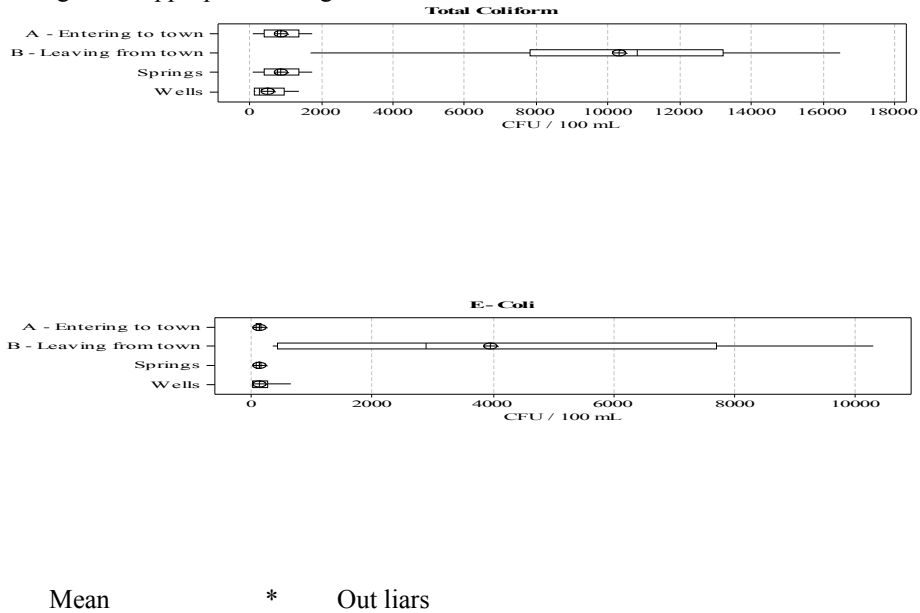 Total Coliform
A - Entering to town
B - Leaving from town
Springs
Wells
0 2000 4000 6000 8000 10000 12000 14000 16000 18000
CFU / 100 mL
E- Coli
A - Entering to town
B - Leaving from town
Springs
Wells
0 2000 4000 6000 8000 10000
CFU / 100 mL
Mean * Out liars